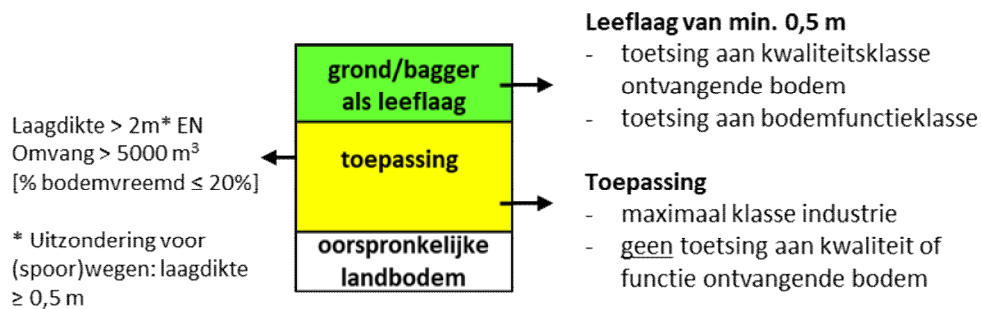 Laagdikte > 2m* EN
Omvang > 5000 m³
[% bodemvreemd ≤ 20%]
* Uitzondering voor
(spoor)wegen: laagdikte
≥ 0,5 m
grond/bagger
als leeflaag
toepassing
oorspronkelijke
landbodem
Leeflaag van min. 0,5 m
- toetsing aan kwaliteitsklasse
ontvangende bodem
- toetsing aan bodemfunctieklasse
Toepassing
- maximaal klasse industrie
- geen toetsing aan kwaliteit of
functie ontvangende bodem